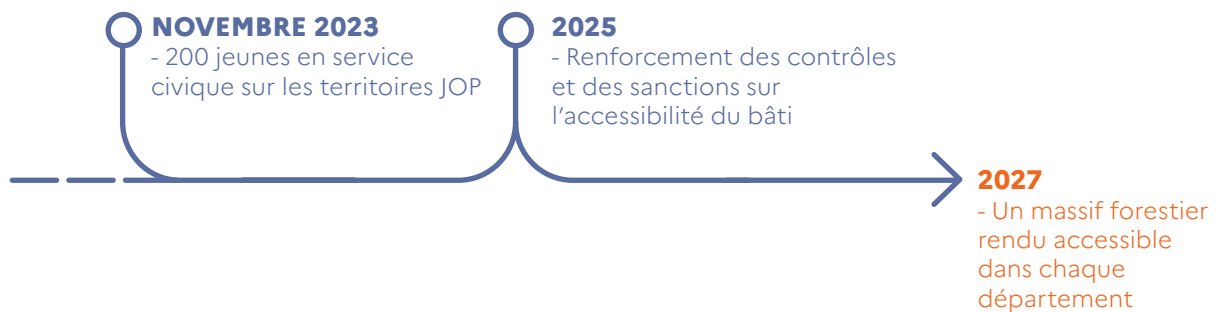 NOVEMBRE 2023
- 200 jeunes en service
civique sur les territoires JOP
2025
- Renforcement des contrôles
et des sanctions sur
l'accessibilité du bâti
2027
- Un massif forestier
rendu accessible
dans chaque
département